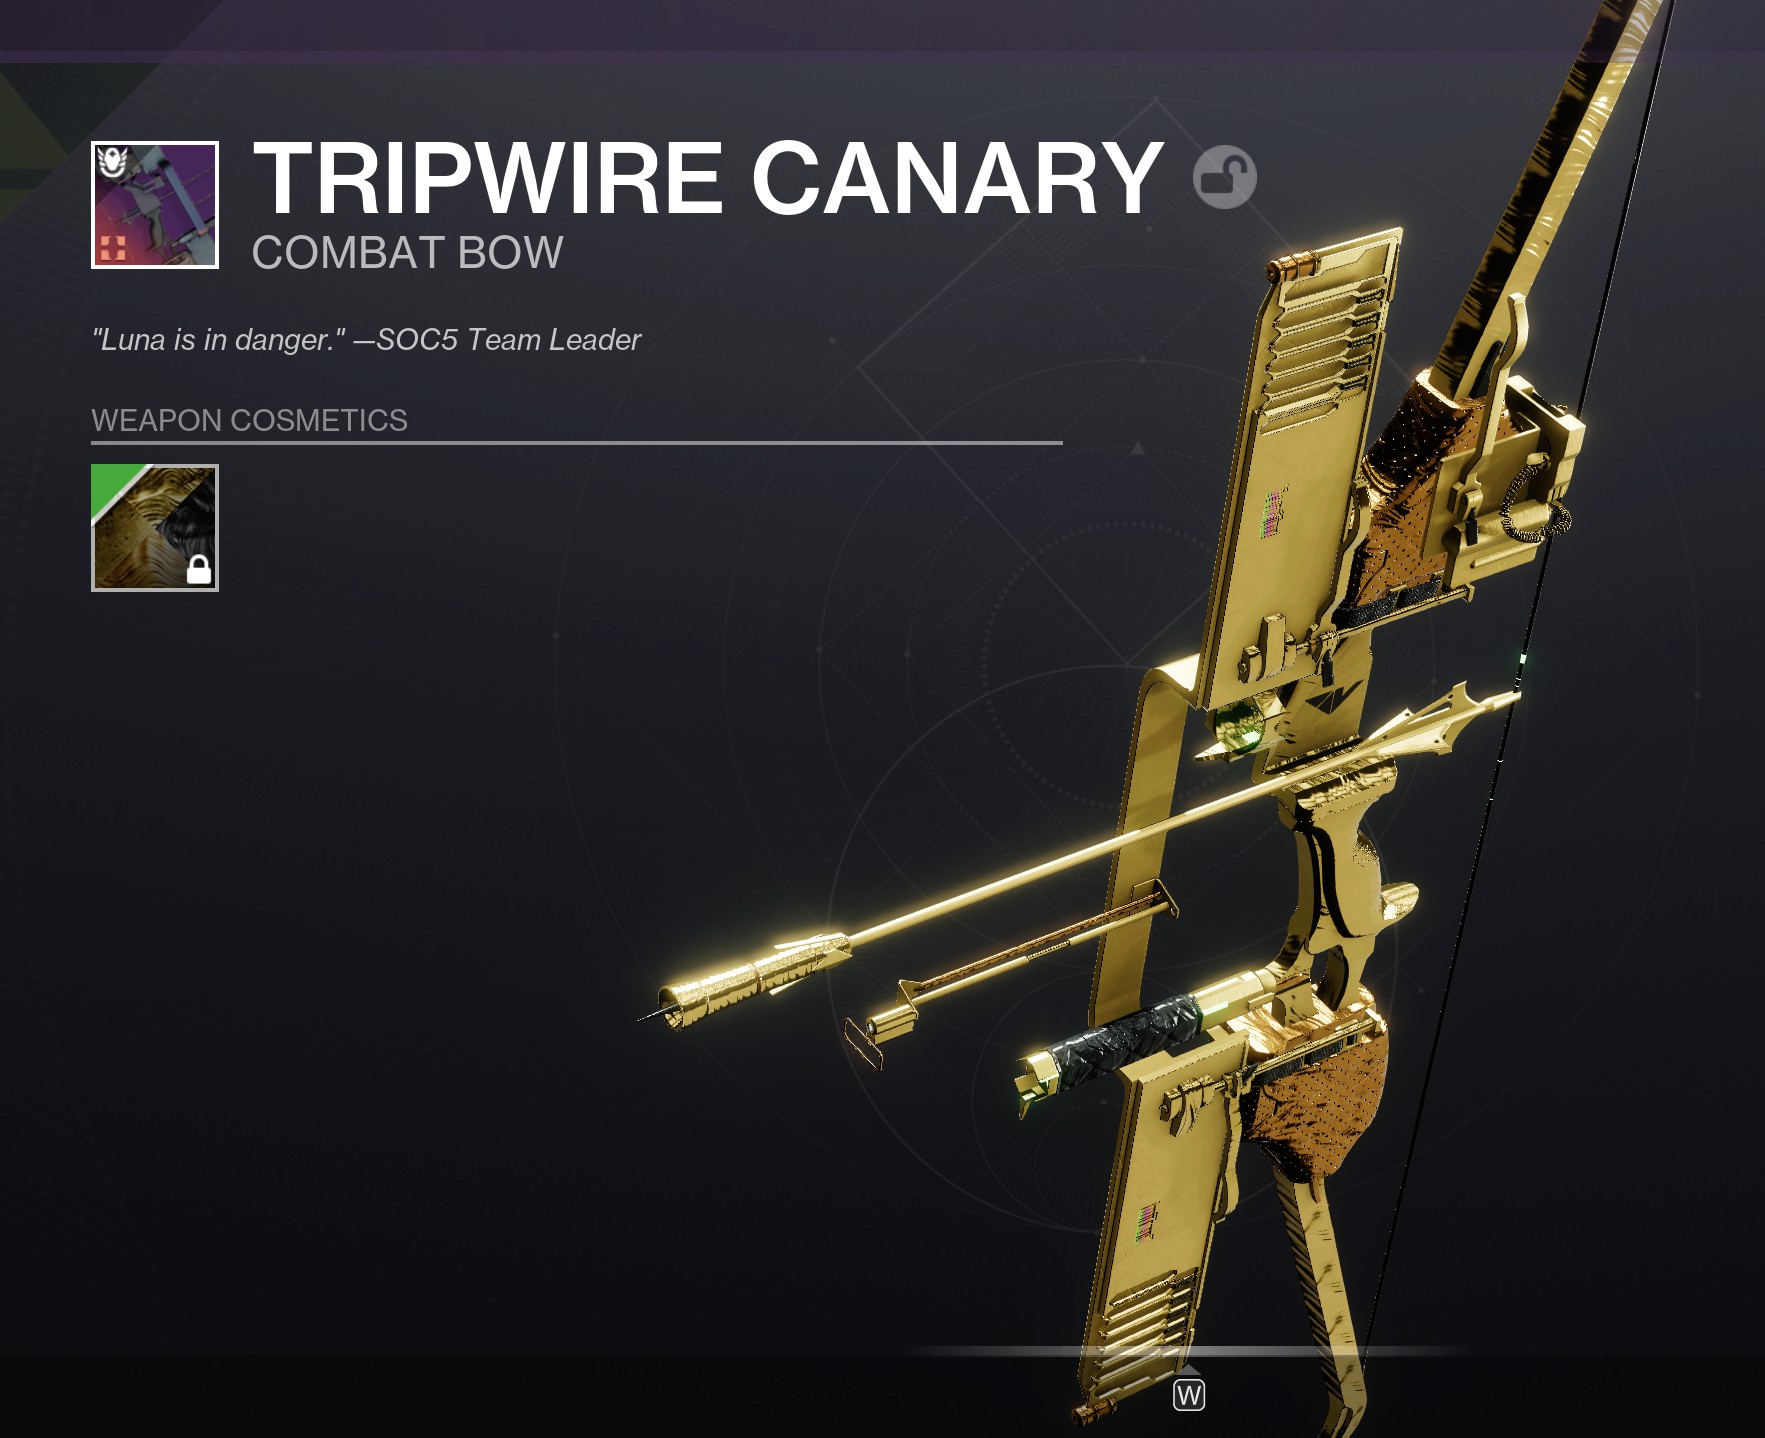 TRIPWIRE CANARY
COMBAT BOW
"Luna is in danger." —SOC5 Team Leader
WEAPON COSMETICS
W